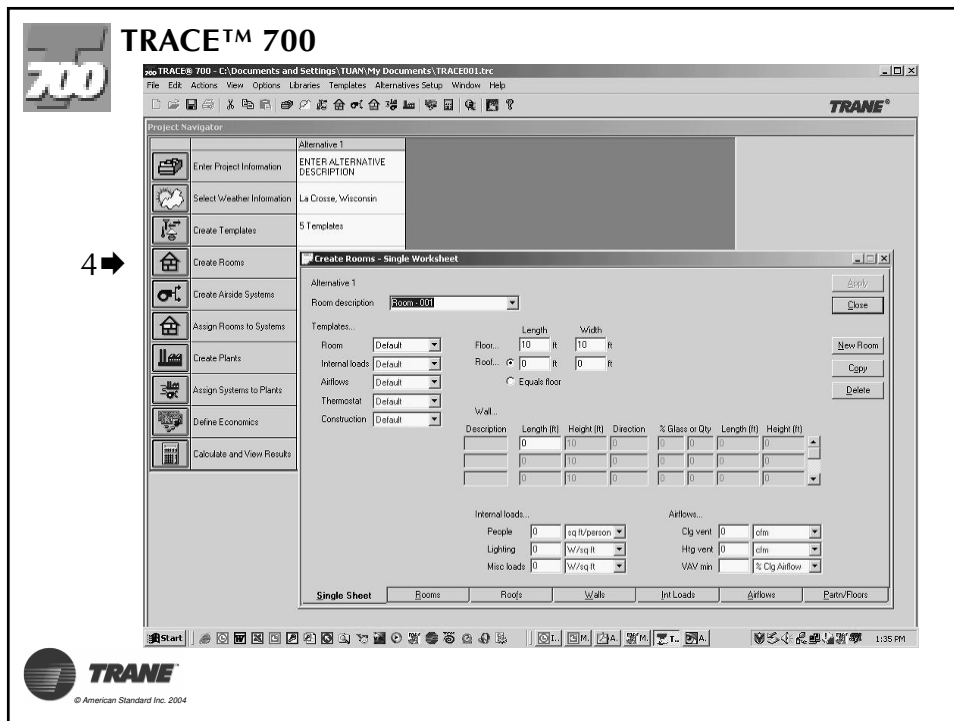 TRACE™ 700
700
700 TRACE® 700 - C:\Documents and Settings\TUAN\My Documents\TRACE001.trc
File Edit Actions View Options Libraries Templates Alternatives Setup Window Help
TRANE®
Project Navigator
Alternative 1
Enter Project Information
ENTER ALTERNATIVE
DESCRIPTION
Select Weather Information
La Crosse, Wisconsin
Create Templates
5 Templates
4
Create Rooms
Create Airside Systems
Assign Rooms to Systems
Create Plants
Assign Systems to Plants
Define Economics
Calculate and View Results
Create Rooms - Single Worksheet
Alternative 1
Apply
Room description Room - 001
Close
Templates...
Length Width
Room Default
Floor... 10 ft 10 ft
New Room
Internal loads Default
Roof... 0 ft 0 ft
Copy
Airflows Default
Equals floor
Delete
Thermostat Default
Construction Default
Wall...
Description Length (ft) Height (ft) Direction % Glass or Qty Length (ft) Height (ft)
0 10 0 0 0 0 0
0 10 0 0 0 0 0
0 10 0 0 0 0 0
Internal loads... Airflows...
People 0 sq ft/person Clg vent 0 cfm
Lighting 0 W/sq ft Htg vent 0 cfm
Misc loads 0 W/sq ft VAV min % Clg Airflow
Single Sheet Rooms Roofs Walls Int Loads Airflows Partn/Floors
Start I.. M. A. M. T.. A. 1:35 PM
TRANE™
© American Standard Inc. 2004